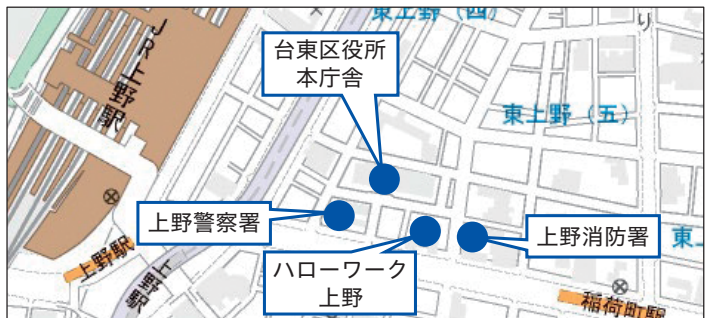 東上野(四)
り
JR上野駅
台東区役所
本庁舎
東上野(五)
上野警察署
上野消防署
東上
上野駅
上野駅
ハローワーク
上野
稲荷町駅